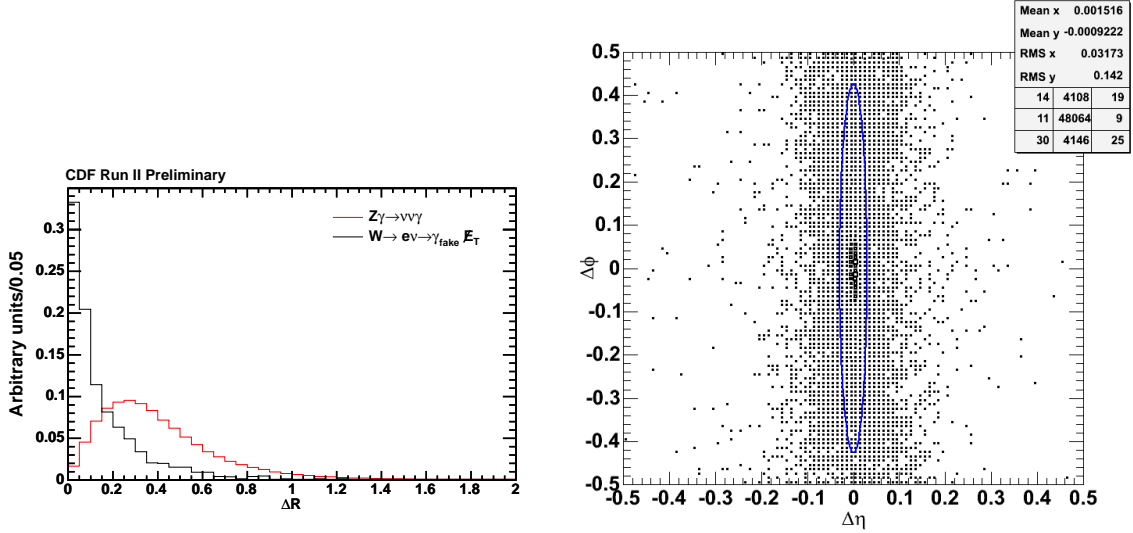 CDF Run II Preliminary
Arbitrary units/0.05
0.3
0.25
0.2
0.15
0.1
0.05
0
Zγ→ννγ
W→ eν→γfake E̸T
0 0.2 0.4 0.6 0.8 1 1.2 1.4 1.6 1.8 2
ΔR
Mean x 0.001516
Mean y -0.0009222
RMS x 0.03173
RMS y 0.142
14 4108 19
11 48064 9
30 4146 25
Δϕ
0.5
0.4
0.3
0.2
0.1
0
-0.1
-0.2
-0.3
-0.4
-0.5
-0.5 -0.4 -0.3 -0.2 -0.1 0 0.1 0.2 0.3 0.4 0.5
Δη